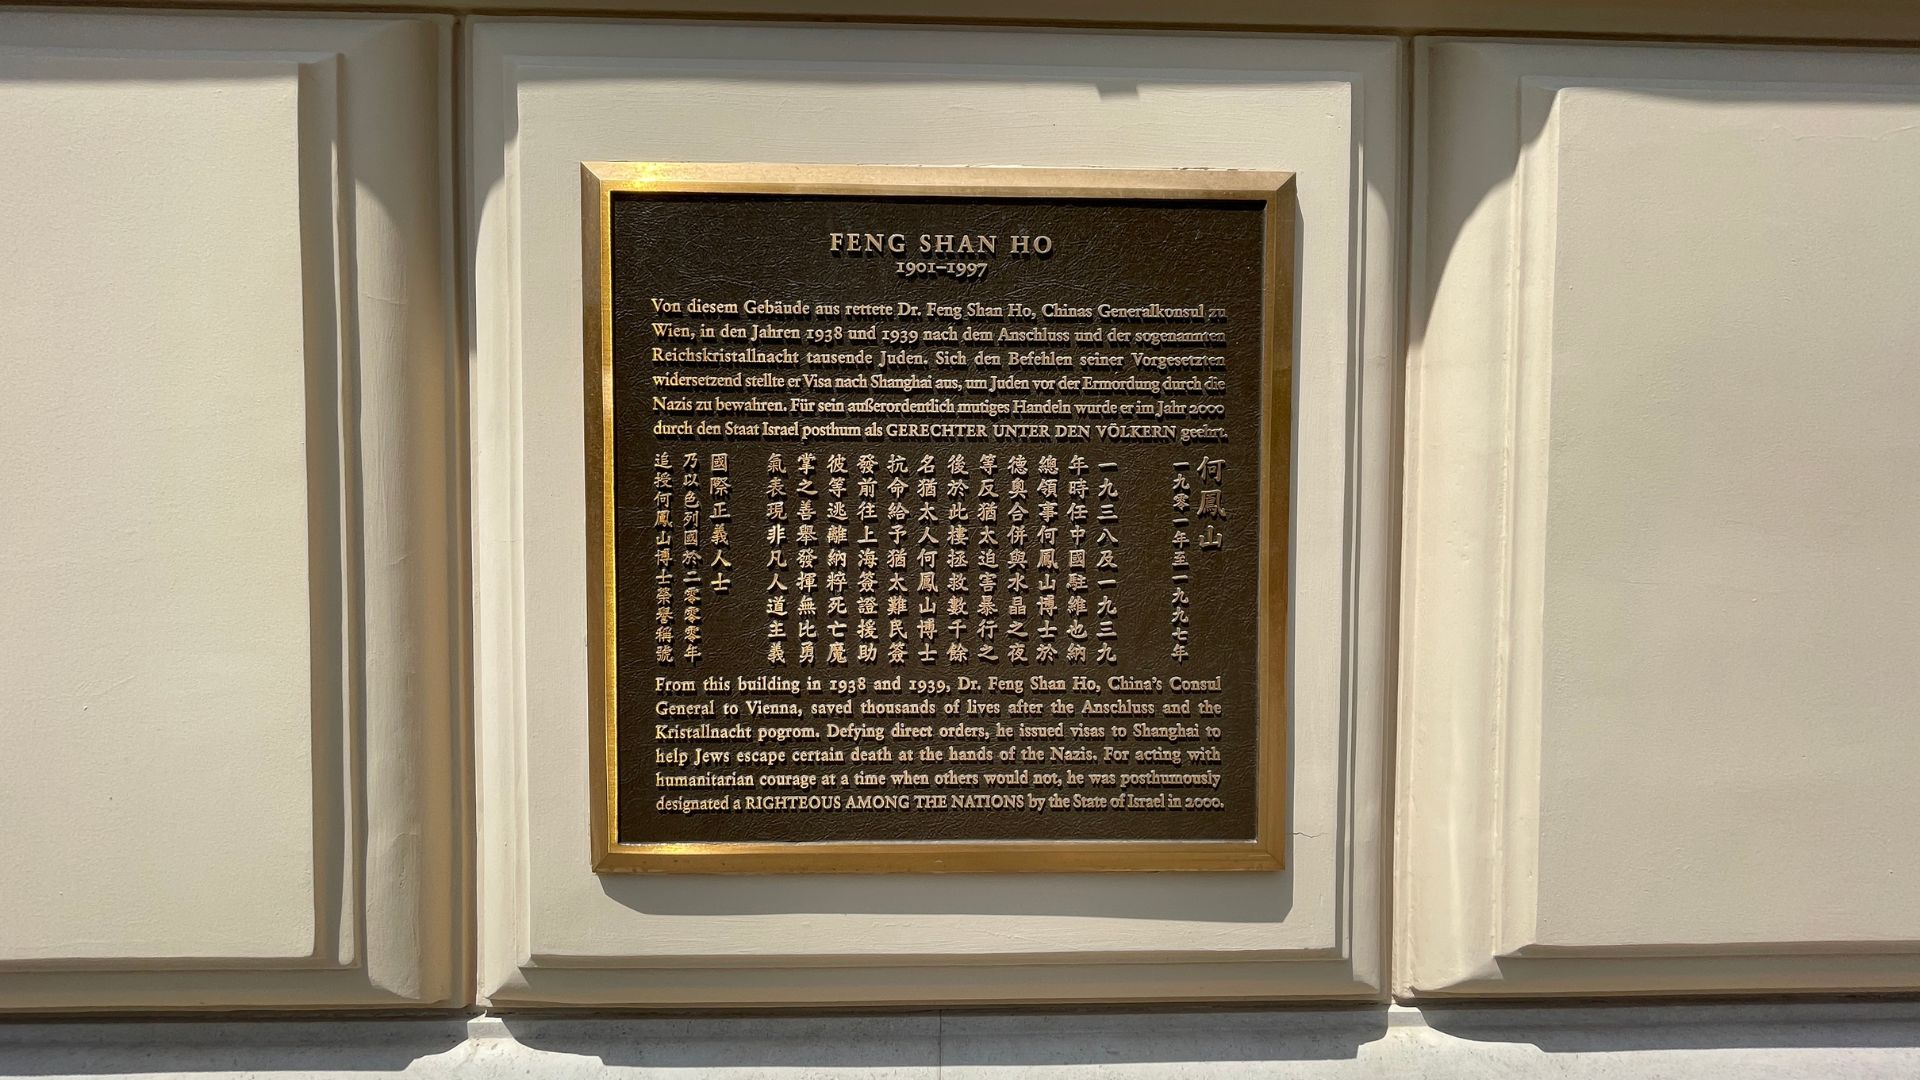 FENG SHAN HO
1901–1997
Von diesem Gebäude aus rettete Dr. Feng Shan Ho, Chinas Generalkonsul zu
Wien, in den Jahren 1938 und 1939 nach dem Anschluss und der sogenannten
Reichskristallnacht tausende Juden. Sich den Befehlen seiner Vorgesetzten
widersetzend stellte er Visa nach Shanghai aus, um Juden vor der Ermordung durch die
Nazis zu bewahren. Für sein außerordentlich mutiges Handeln wurde er im Jahr 2000
durch den Staat Israel posthum als GERECHTER UNTER DEN VÖLKERN geehrt.
何鳳山
一九零一年至一九九七年
一九三八及一九三九
年時任中國駐維也納
總領事何鳳山博士於
德奧合併與水晶之夜
等反猶太迫害暴行之
後於此樓拯救數千餘
名猶太人何鳳山博士
抗命給予猶太難民簽
發前往上海簽證援助
彼等逃離納粹死亡魔
掌之善舉發揮無比勇
氣表現非凡人道主義
國際正義人士
乃以色列國於二零零零年
追授何鳳山博士榮譽稱號
From this building in 1938 and 1939, Dr. Feng Shan Ho, China's Consul
General to Vienna, saved thousands of lives after the Anschluss and the
Kristallnacht pogrom. Defying direct orders, he issued visas to Shanghai to
help Jews escape certain death at the hands of the Nazis. For acting with
humanitarian courage at a time when others would not, he was posthumously
designated a RIGHTEOUS AMONG THE NATIONS by the State of Israel in 2000.